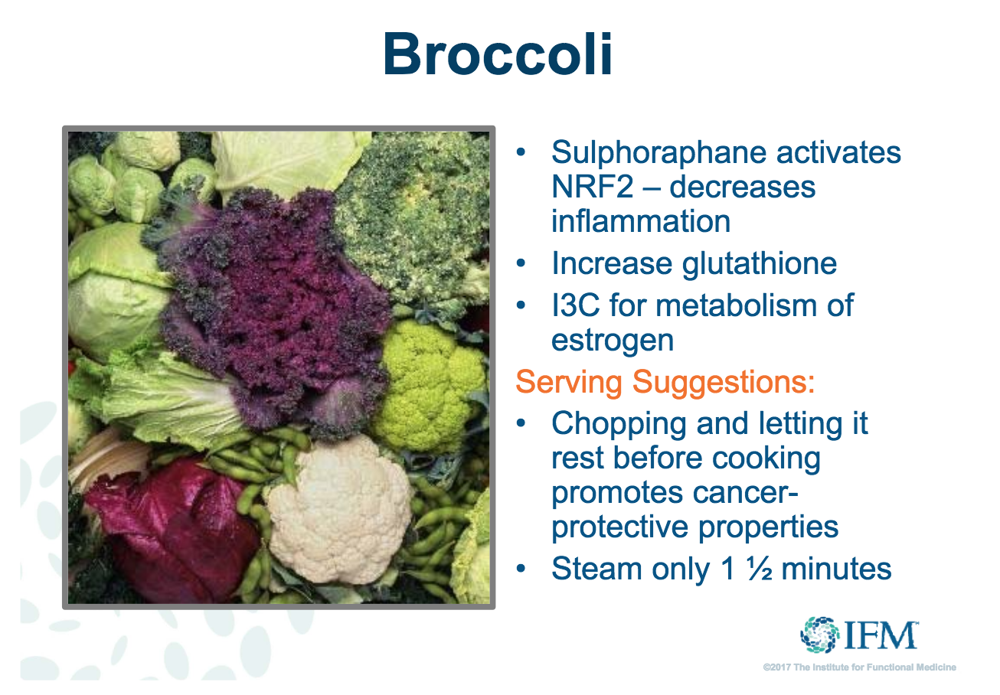 Broccoli
• Sulphoraphane activates
NRF2 – decreases
inflammation
• Increase glutathione
• I3C for metabolism of
estrogen
Serving Suggestions:
• Chopping and letting it
rest before cooking
promotes cancer-
protective properties
• Steam only 1 ½ minutes
IFM™
©2017 The Institute for Functional Medicine